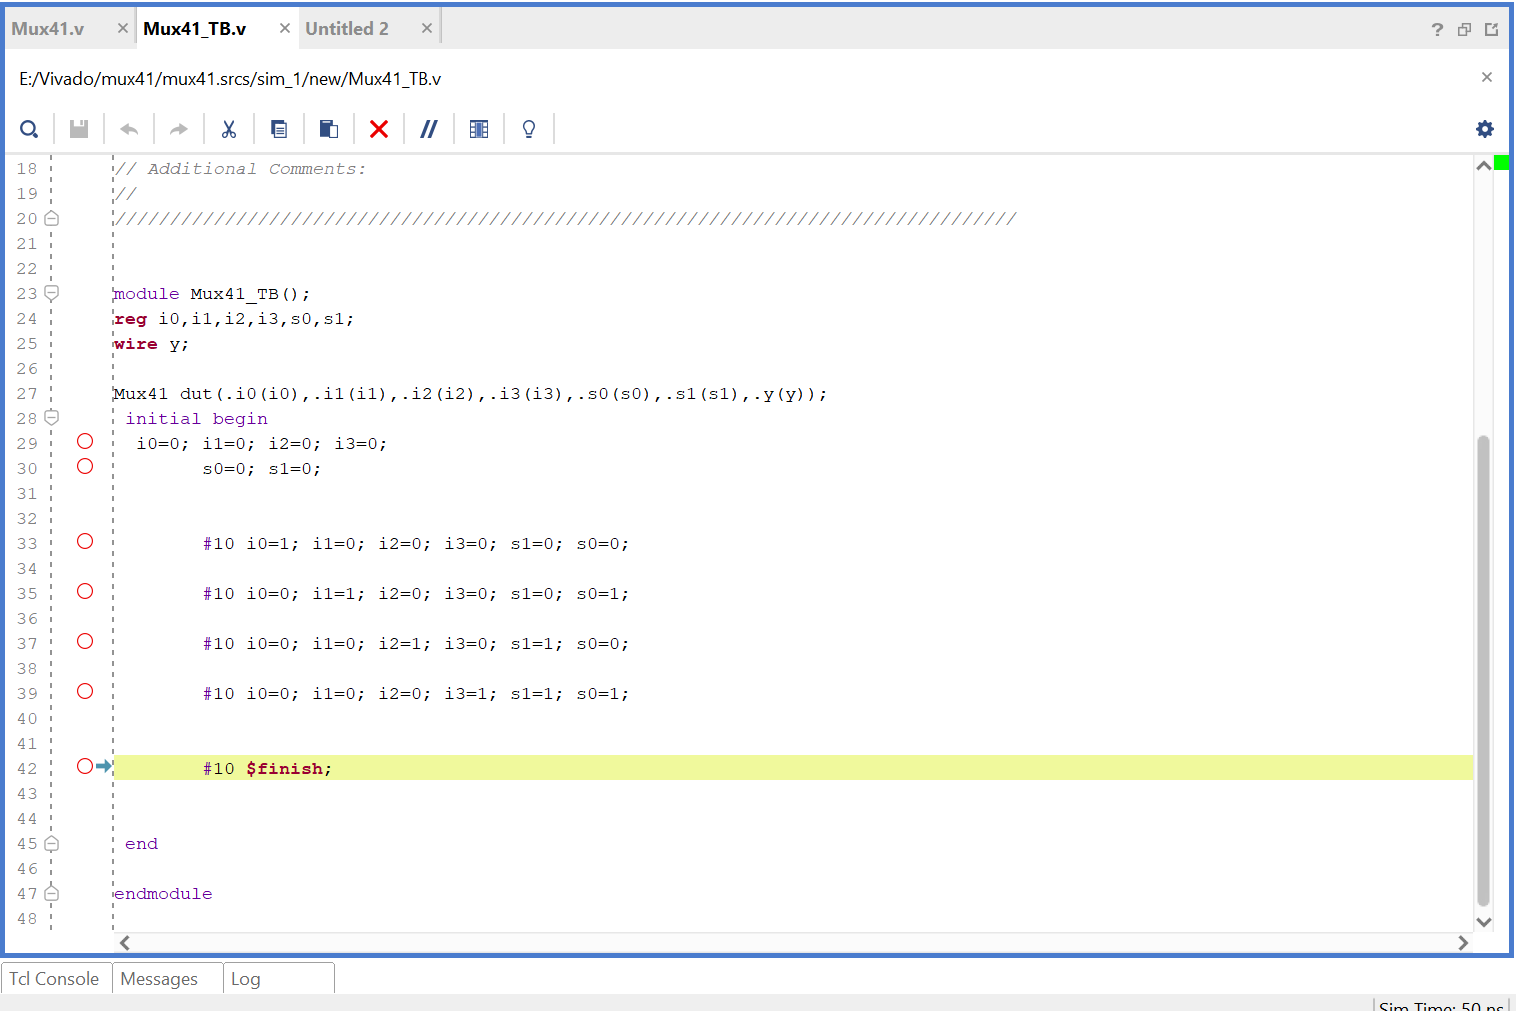 Mux41.v Mux41_TB.v Untitled 2
E:/Vivado/mux41/mux41.srcs/sim_1/new/Mux41_TB.v
18 // Additional Comments:
19 //
20 //////////////////////////////////////////////////////////////////////////////////
21
22
23 module Mux41_TB();
24 reg i0,i1,i2,i3,s0,s1;
25 wire y;
26
27 Mux41 dut(.i0(i0),.i1(i1),.i2(i2),.i3(i3),.s0(s0),.s1(s1),.y(y));
28 initial begin
29 i0=0; i1=0; i2=0; i3=0;
30 s0=0; s1=0;
31
32
33 #10 i0=1; i1=0; i2=0; i3=0; s1=0; s0=0;
34
35 #10 i0=0; i1=1; i2=0; i3=0; s1=0; s0=1;
36
37 #10 i0=0; i1=0; i2=1; i3=0; s1=1; s0=0;
38
39 #10 i0=0; i1=0; i2=0; i3=1; s1=1; s0=1;
40
41
42 #10 $finish;
43
44
45 end
46
47 endmodule
48
Tcl Console Messages Log
Sim Time: 50 ns